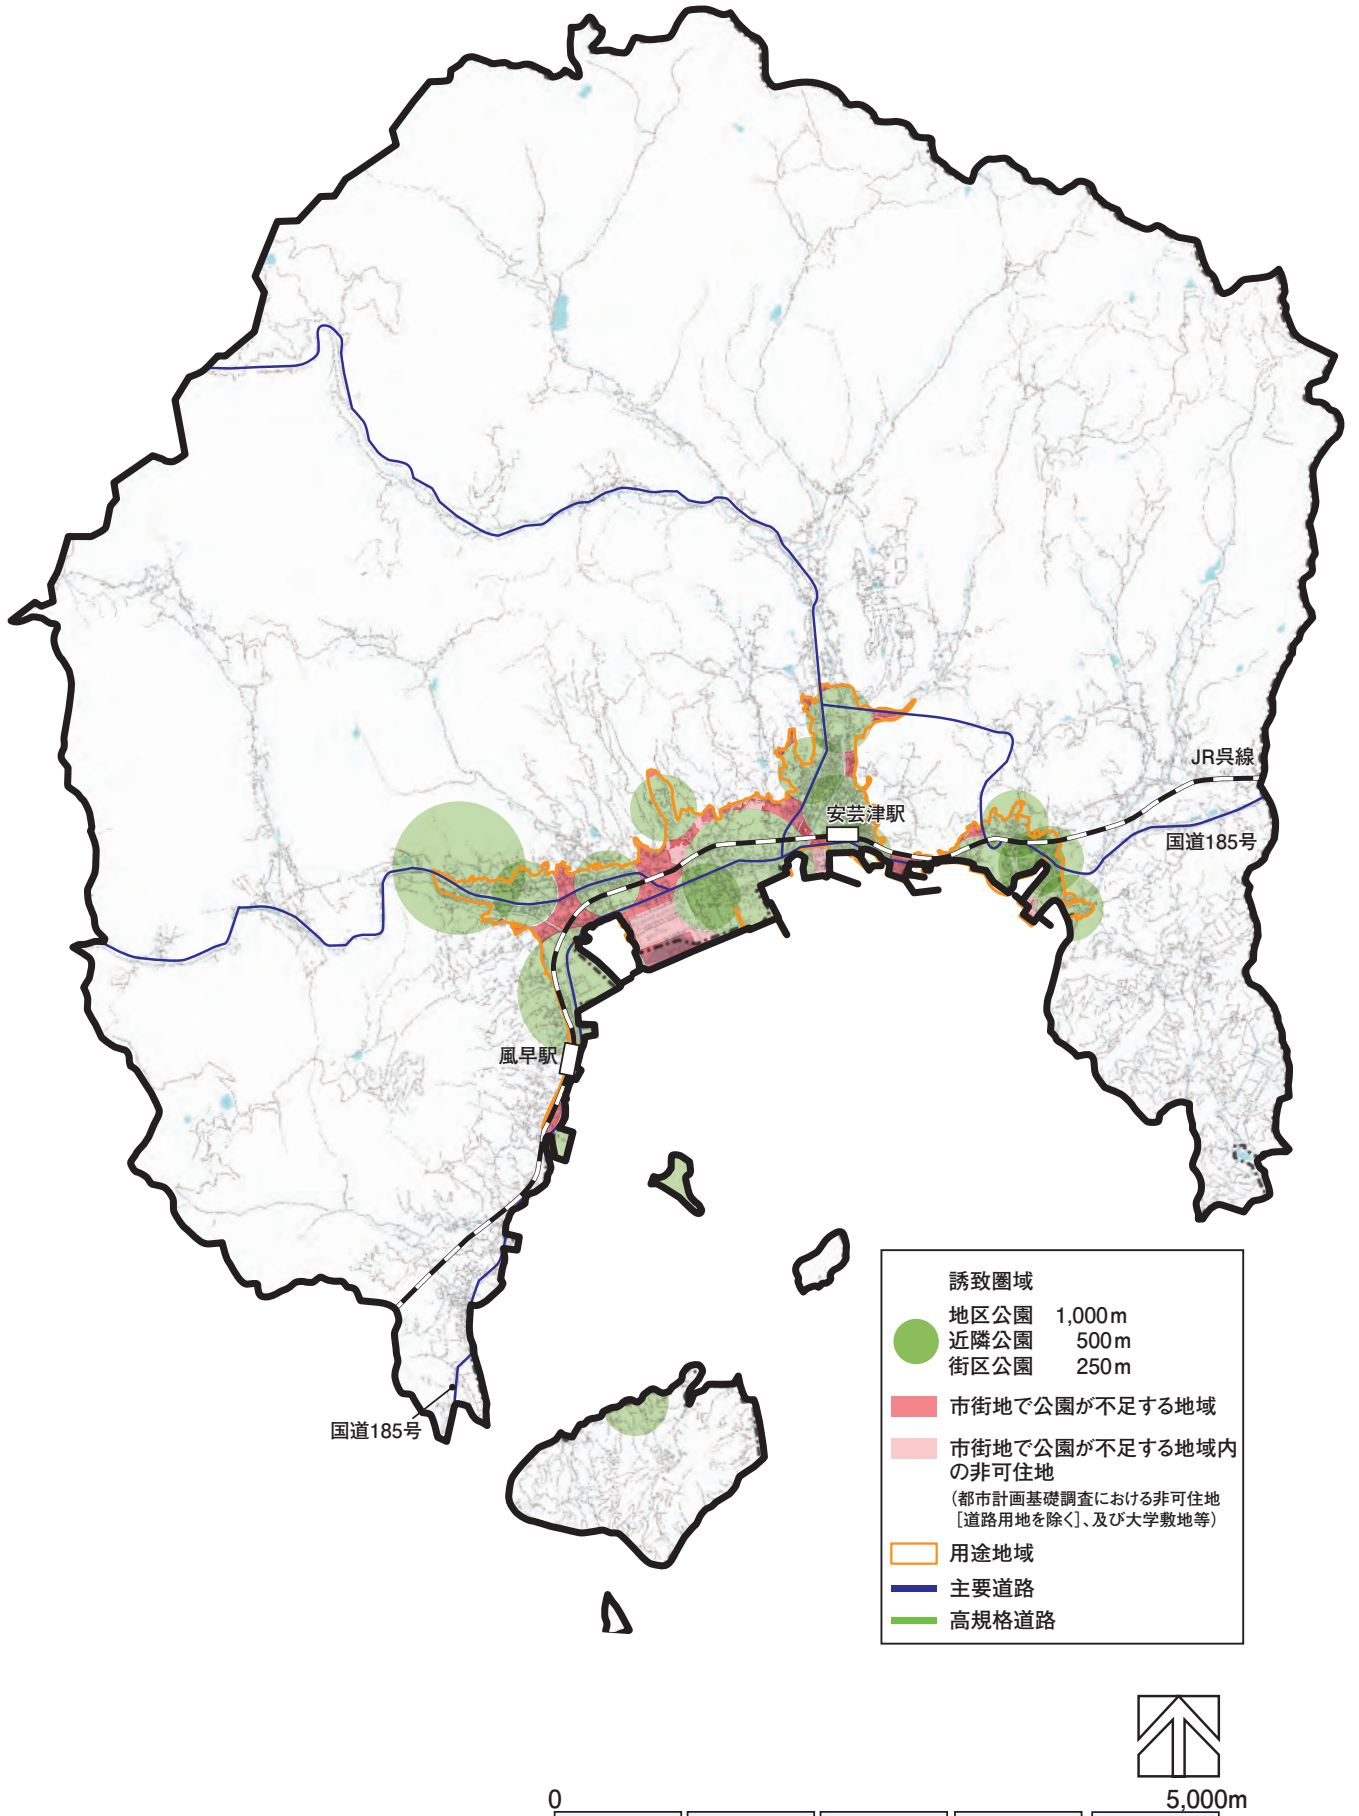 JR呉線
安芸津駅
国道185号
風早駅
国道185号
誘致圏域
地区公園 1,000m
近隣公園 500m
街区公園 250m
市街地で公園が不足する地域
市街地で公園が不足する地域内
の非可住地
(都市計画基礎調査における非可住地
[道路用地を除く]、及び大学敷地等)
用途地域
主要道路
高規格道路
0 5,000m